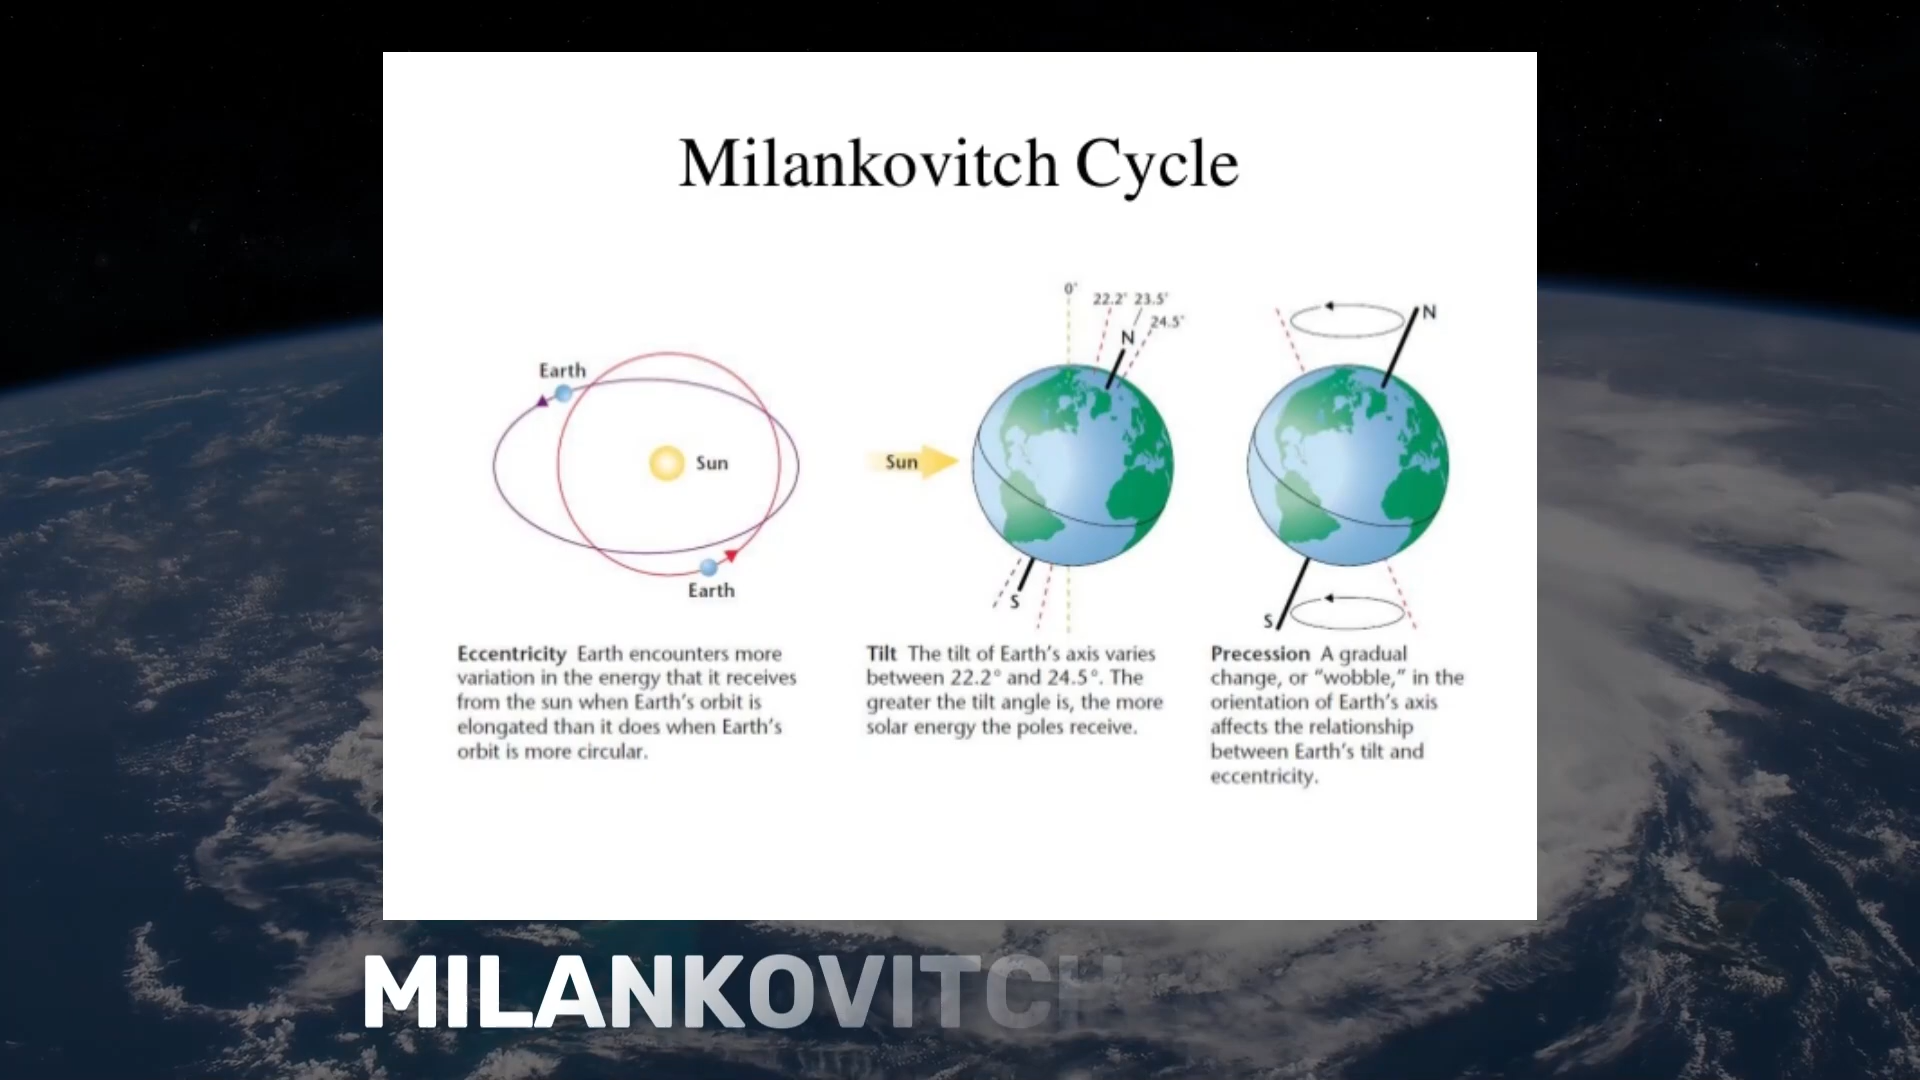 Milankovitch Cycle
Earth
Sun
Earth
Eccentricity Earth encounters more
variation in the energy that it receives
from the sun when Earth's orbit is
elongated than it does when Earth's
orbit is more circular.
0°
22.2° 23.5°
24.5°
N
Sun
S
Tilt The tilt of Earth's axis varies
between 22.2° and 24.5°. The
greater the tilt angle is, the more
solar energy the poles receive.
N
S
Precession A gradual
change, or "wobble," in the
orientation of Earth's axis
affects the relationship
between Earth's tilt and
eccentricity.
MILANKOVITCH